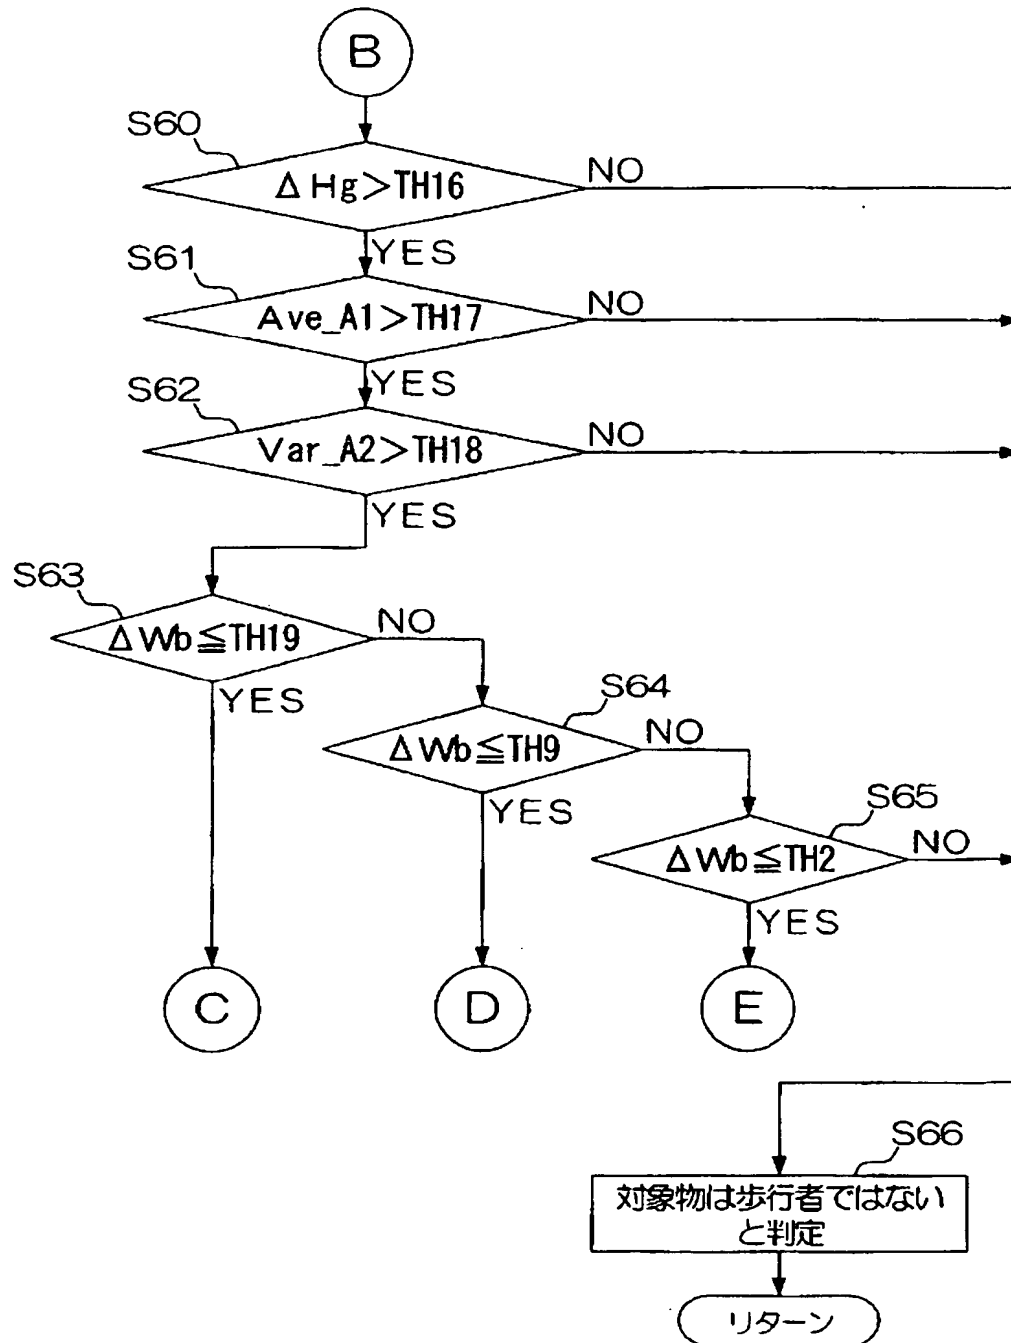 B
S60
ΔHg>TH16
NO
YES
S61
Ave_A1>TH17
NO
YES
S62
Var_A2>TH18
NO
YES
S63
ΔWb≦TH19
NO
YES
S64
ΔWb≦TH9
NO
YES
S65
ΔWb≦TH2
NO
YES
C
D
E
S66
対象物は歩行者ではない
と判定
リターン